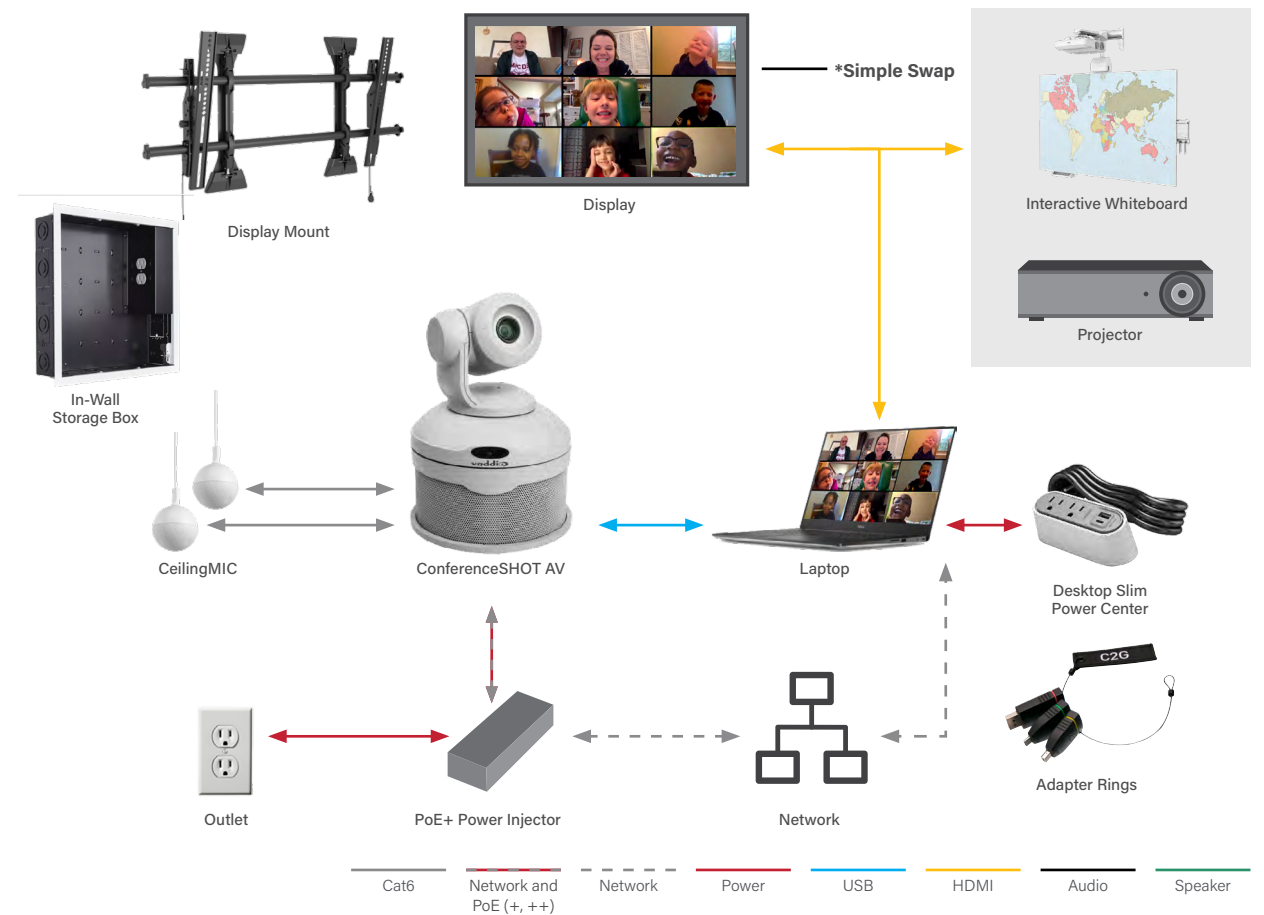 *Simple Swap
Display
Interactive Whiteboard
Display Mount
Projector
In-Wall
Storage Box
vaddio
CeilingMIC
ConferenceSHOT AV
Laptop
Desktop Slim
Power Center
C2G
Adapter Rings
Outlet
PoE+ Power Injector
Network
Cat6
Network and
PoE (+, ++)
Network
Power
USB
HDMI
Audio
Speaker